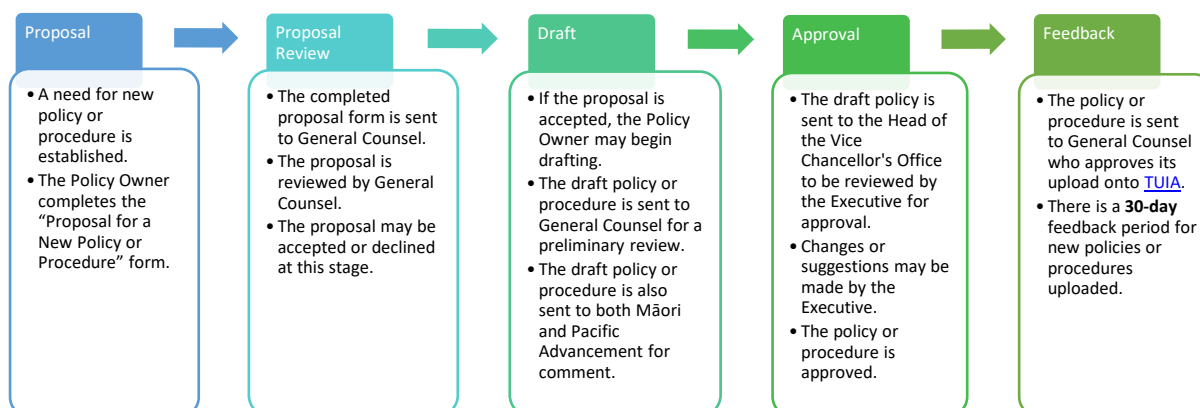 Proposal
• A need for new
policy or
procedure is
established.
• The Policy Owner
completes the
“Proposal for a
New Policy or
Procedure” form.
Proposal
Review
• The completed
proposal form is sent
to General Counsel.
• The proposal is
reviewed by General
Counsel.
• The proposal may be
accepted or declined
at this stage.
Draft
• If the proposal is
accepted, the Policy
Owner may begin
drafting.
• The draft policy or
procedure is sent to
General Counsel for a
preliminary review.
• The draft policy or
procedure is also
sent to both Māori
and Pacific
Advancement for
comment.
Approval
• The draft policy is
sent to the Head of
the Vice
Chancellor's Office
to be reviewed by
the Executive for
approval.
• Changes or
suggestions may be
made by the
Executive.
• The policy or
procedure is
approved.
Feedback
• The policy or
procedure is sent
to General Counsel
who approves its
upload onto TUIA.
• There is a 30-day
feedback period for
new policies or
procedures
uploaded.